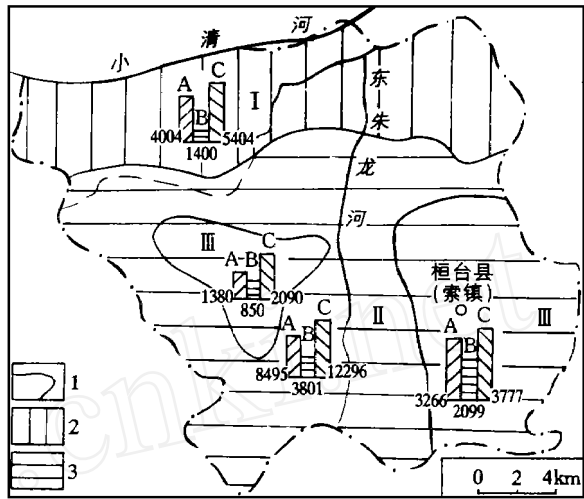 小 清 河
A B C Ⅰ
4004 1400 5404
东
朱
龙
河
Ⅲ
A B C
1380 850 2090
桓台县
(索镇)
A B C
8495 3801 12296
Ⅱ
A B C Ⅲ
3266 2099 3777
1
2
3
0 2 4km